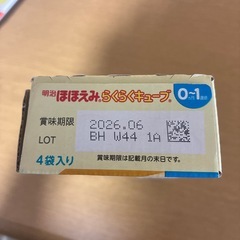 明治 ほほえみ らくらくキューブ® 0~1歳
賞味期限 2026.06
LOT BH W44 1A
4袋入り 賞味期限は記載月の末日です。